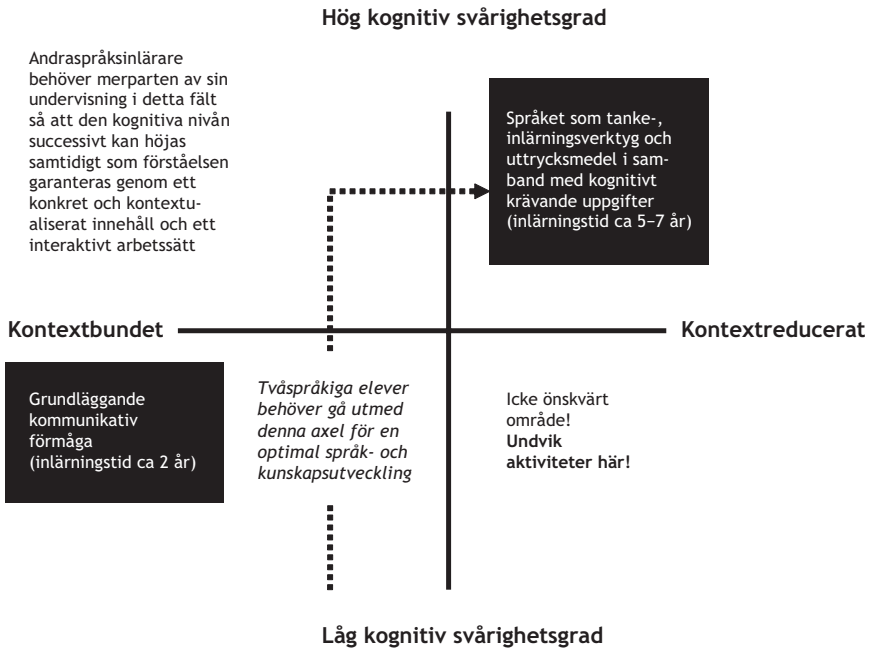 Hög kognitiv svårighetsgrad
Andraspråksinlärare
behöver merparten av sin
undervisning i detta fält
så att den kognitiva nivån
successivt kan höjas
samtidigt som förståelsen
garanteras genom ett
konkret och kontextu-
aliserat innehåll och ett
interaktivt arbetssätt
Språket som tanke-,
inlärningsverktyg och
uttrycksmedel i sam-
band med kognitivt
krävande uppgifter
(inlärningstid ca 5–7 år)
Kontextbundet
Kontextreducerat
Grundläggande
kommunikativ
förmåga
(inlärningstid ca 2 år)
Tvåspråkiga elever
behöver gå utmed
denna axel för en
optimal språk- och
kunskapsutveckling
Icke önskvärt
område!
Undvik
aktiviteter här!
Låg kognitiv svårighetsgrad